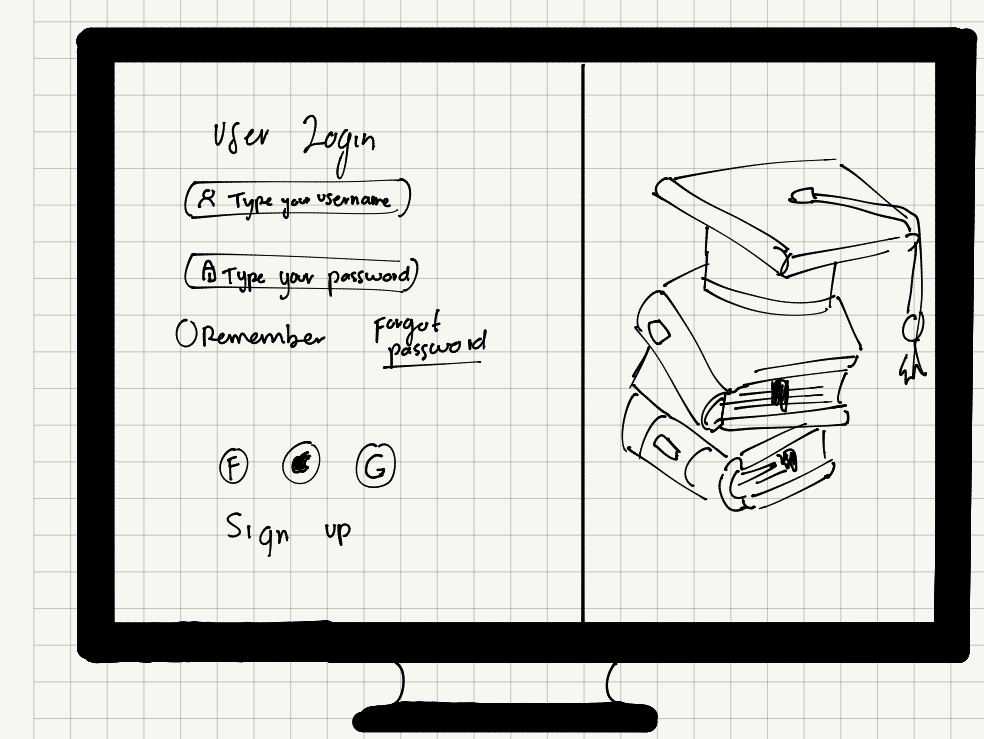 User Login
Type your username
Type your password
Remember
Forgot
password
F
G
Sign up